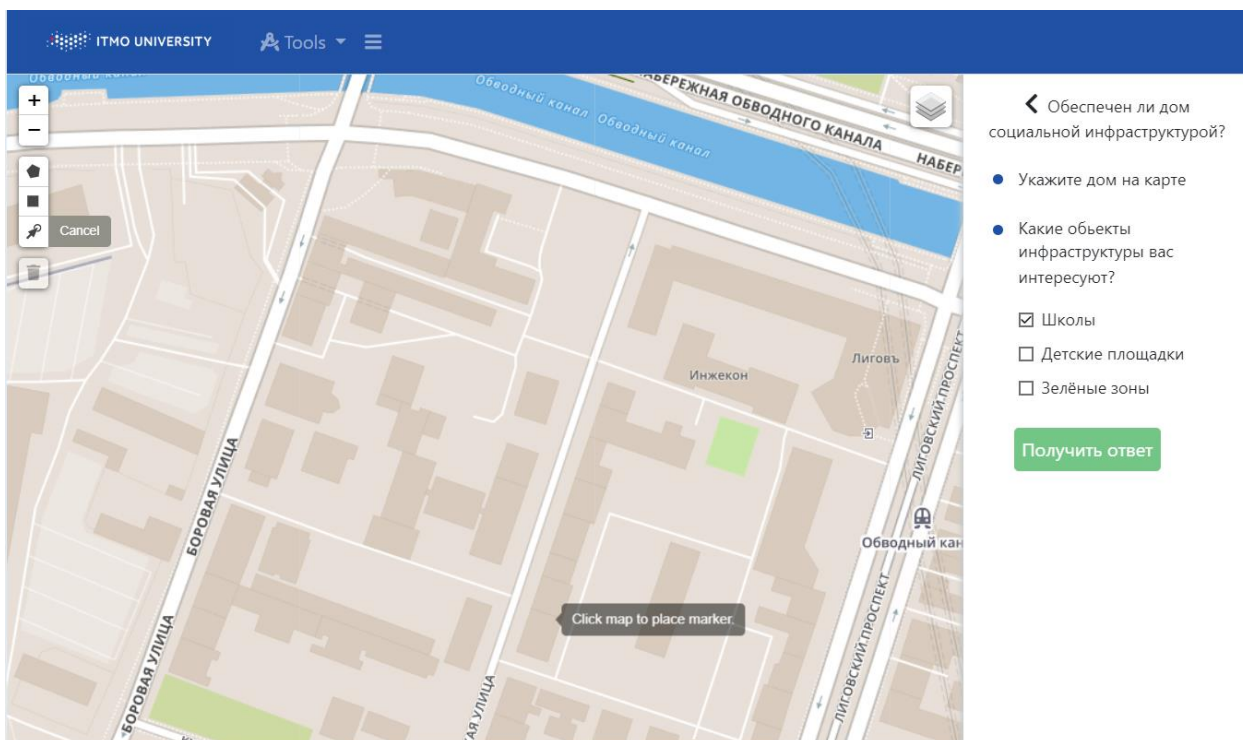 ITMO UNIVERSITY
Tools
Обводный канал
Обводный канал
Обводный канал
НАБЕРЕЖНАЯ ОБВОДНОГО КАНАЛА
+
−
Cancel
Обеспечен ли дом
социальной инфраструктурой?
Укажите дом на карте
Какие обьекты
инфраструктуры вас
интересуют?
Школы
Детские площадки
Зелёные зоны
Получить ответ
Лиговъ
Инжекон
ЛИГОВСКИЙ ПРОСПЕКТ
ЛИГОВСКИЙ ПРОСПЕКТ
БОРОВАЯ УЛИЦА
Обводный кан
Click map to place marker.
ЛИГОВСКИЙ ПРОСПЕКТ
БОРОВАЯ УЛИЦА
АЯ УЛИЦА